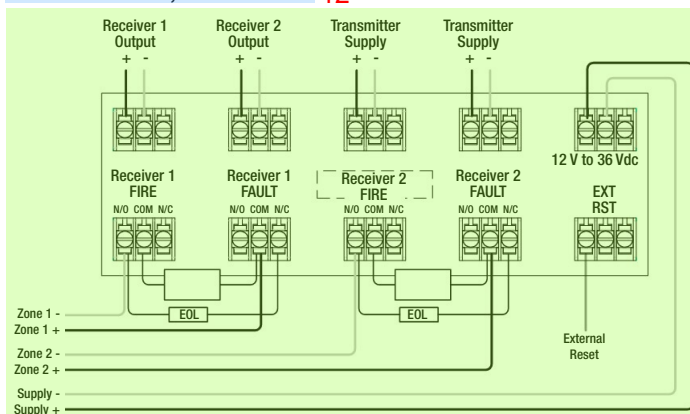 12
Receiver 1 Output
+ -
Receiver 2 Output
+ -
Transmitter Supply
+ -
Transmitter Supply
+ -
12 V to 36 Vdc
Receiver 1 FIRE
N/O COM N/C
Receiver 1 FAULT
N/O COM N/C
Receiver 2 FIRE
N/O COM N/C
Receiver 2 FAULT
N/O COM N/C
EXT RST
EOL
EOL
Zone 1 -
Zone 1 +
Zone 2 -
Zone 2 +
Supply -
Supply +
External Reset